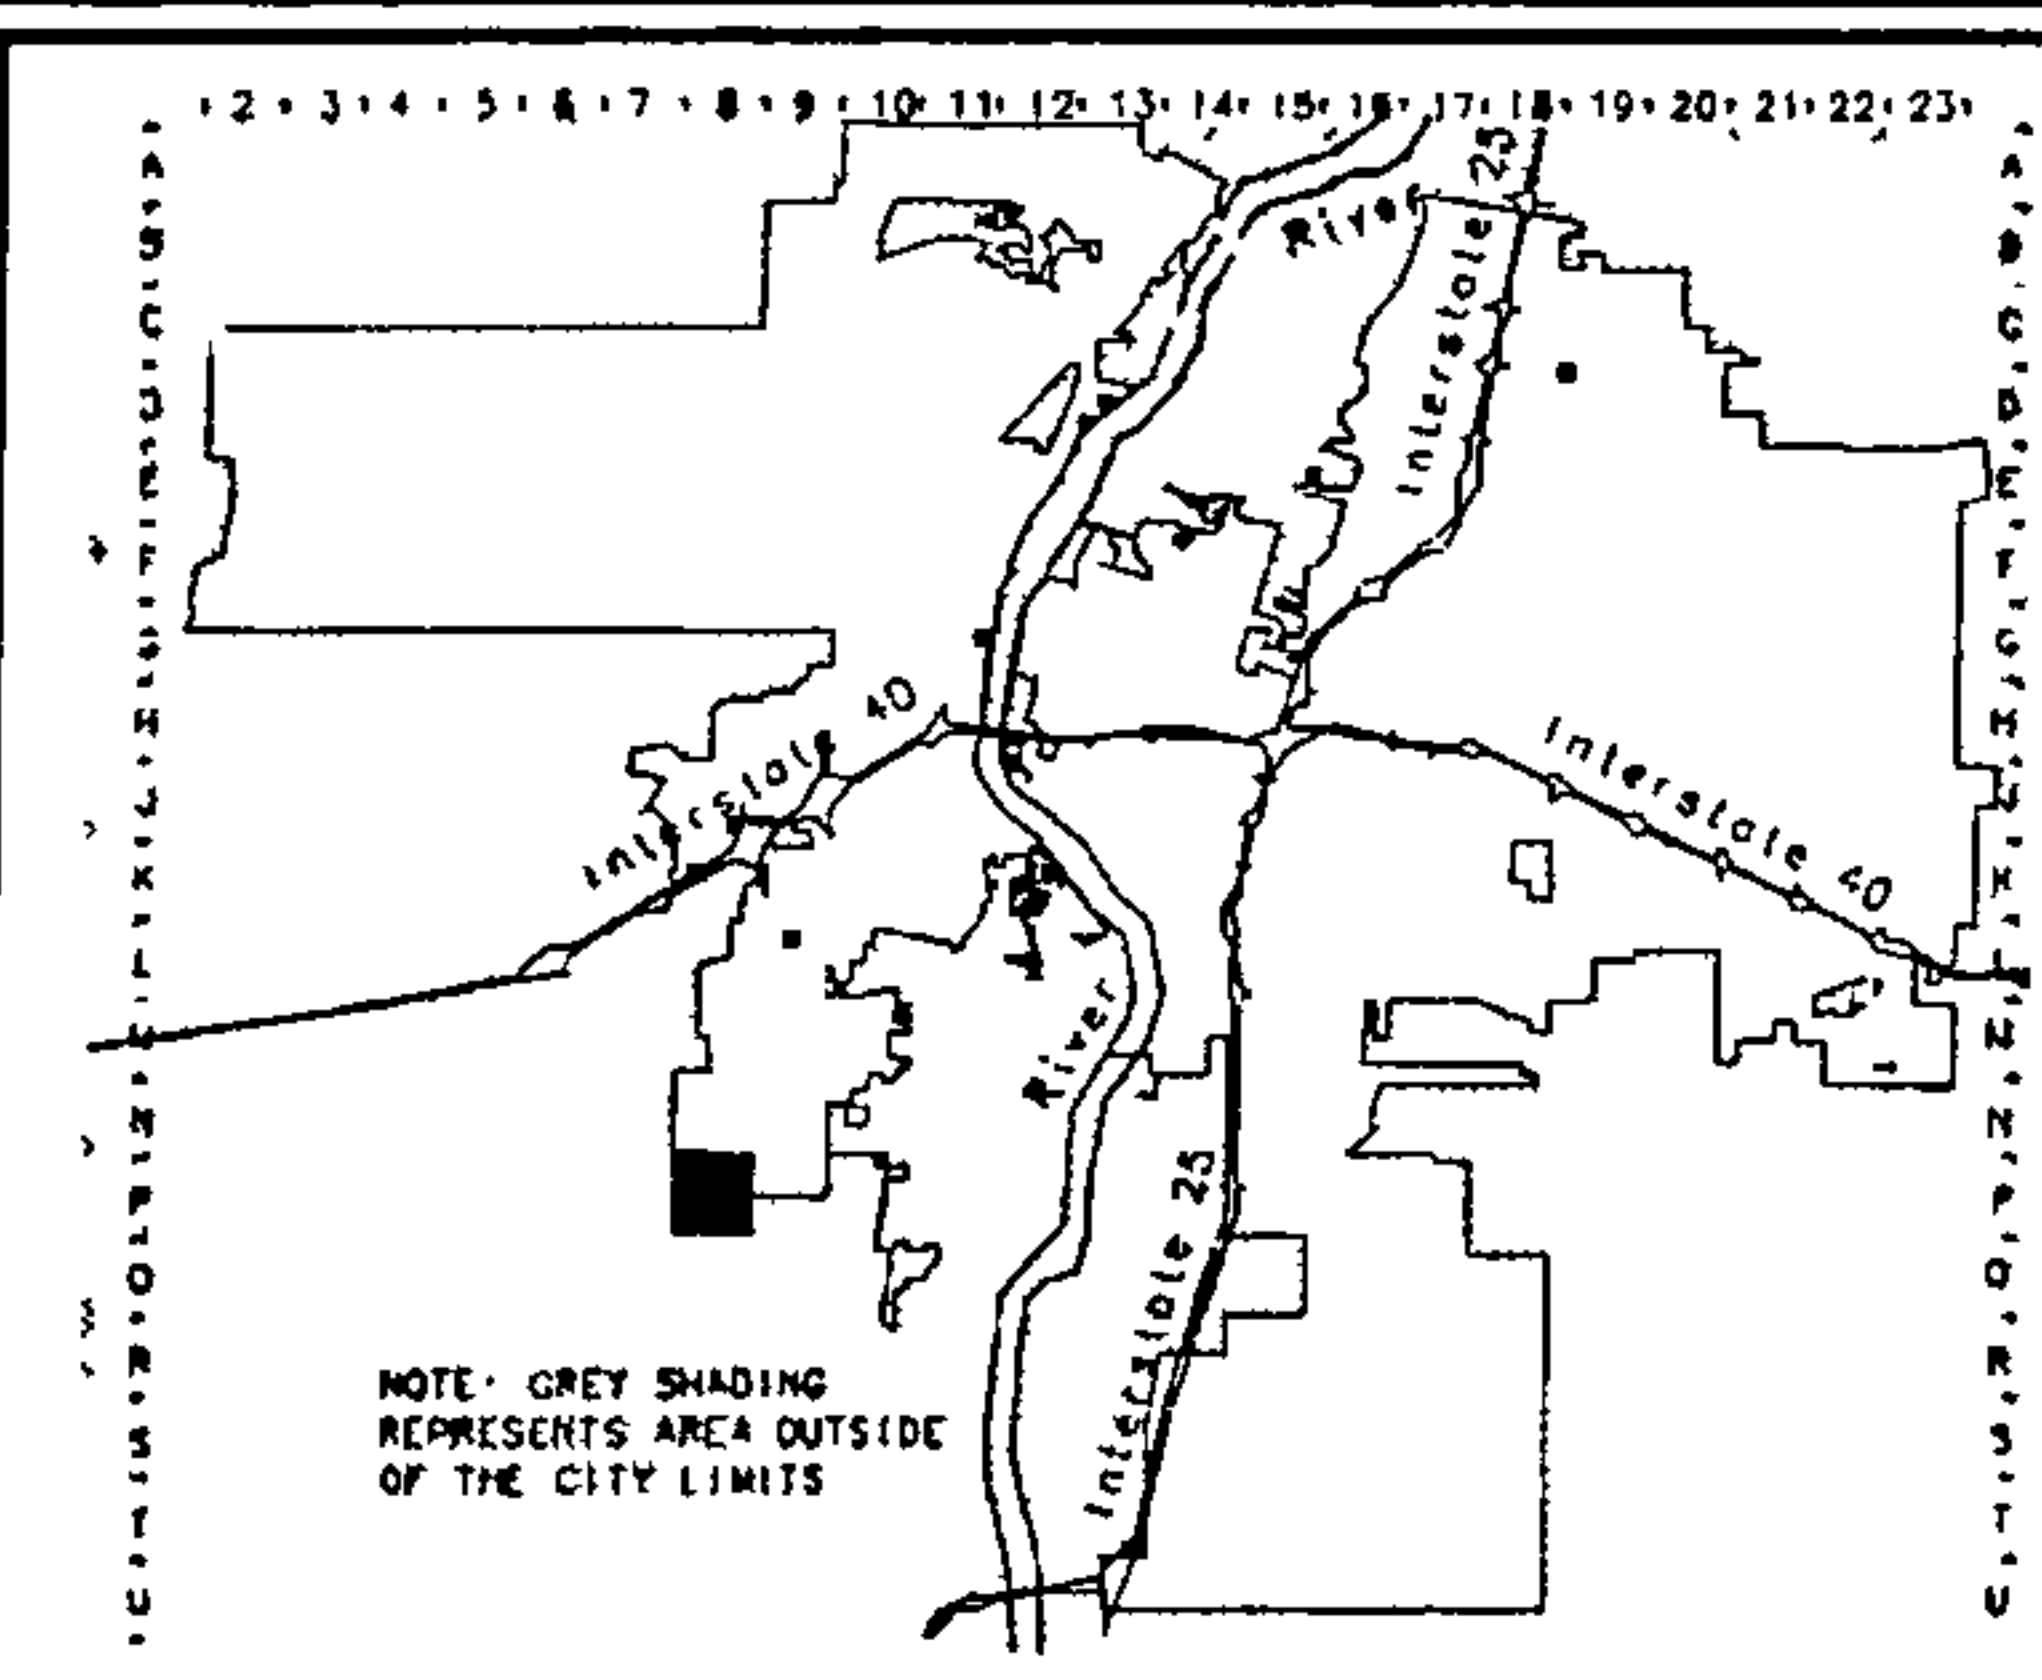 2 3 4 5 6 7 8 9 10 11 12 13 14 15 16 17 18 19 20 21 22 23
A
B
C
D
E
F
G
H
J
K
L
M
N
P
Q
R
S
T
U
River
Interstate 25
Interstate 40
Interstate 40
River
Interstate 25
NOTE: GREY SHADING
REPRESENTS AREA OUTSIDE
OF THE CITY LIMITS
A
B
C
D
E
F
G
H
J
K
L
M
N
P
Q
R
S
T
U